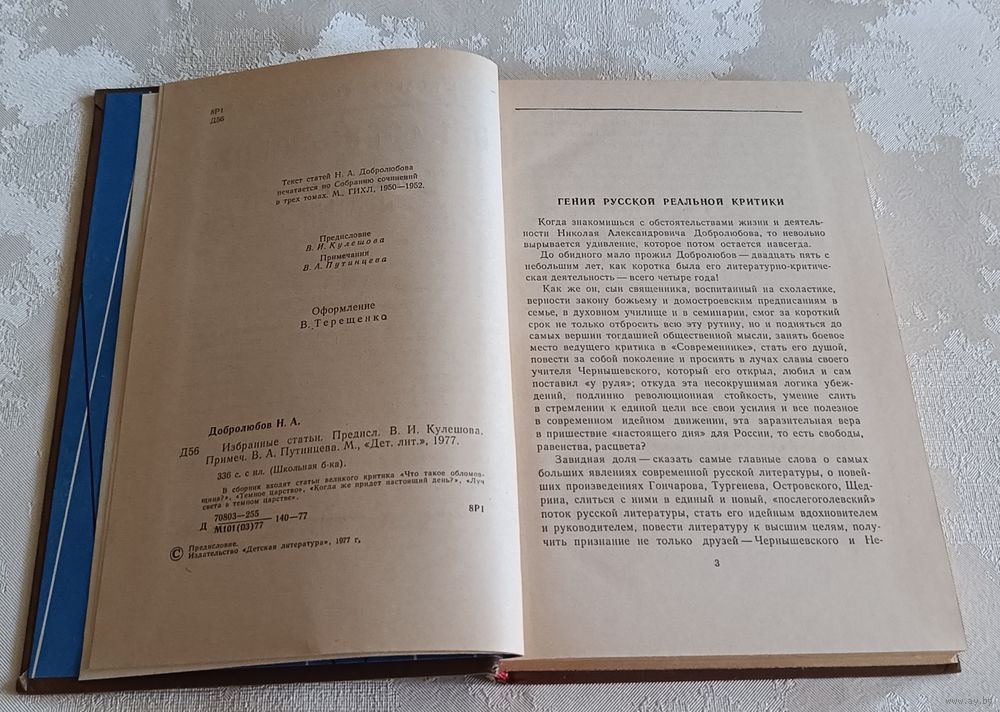 8Р1
Д56
Текст статей Н. А. Добролюбова
печатается по Собранию сочинений
в трех томах. М., ГИХЛ, 1950—1952.
Предисловие
В. И. Кулешова
Примечания
В. А. Путинцева
Оформление
В. Терещенко
Добролюбов Н. А.
Д56 Избранные статьи. Предисл. В. И. Кулешова.
Примеч. В. А. Путинцева. М., «Дет. лит.», 1977.
336 с. с ил. (Школьная б-ка).
В сборник входят статьи великого критика «Что такое обломов-
щина?», «Темное царство», «Когда же придет настоящий день?», «Луч
света в темном царстве».
Д 70803—255
М101(03)77 140—77 8Р1
© Предисловие.
Издательство «Детская литература», 1977 г.
ГЕНИЙ РУССКОЙ РЕАЛЬНОЙ КРИТИКИ
Когда знакомишься с обстоятельствами жизни и деятель-
ности Николая Александровича Добролюбова, то невольно
вырывается удивление, которое потом остается навсегда.
До обидного мало прожил Добролюбов — двадцать пять с
небольшим лет, как коротка была его литературно-критиче-
ская деятельность — всего четыре года!
Как же он, сын священника, воспитанный на схоластике,
верности закону божьему и домостроевским предписаниям в
семье, в духовном училище и в семинарии, смог за короткий
срок не только отбросить всю эту рутину, но и подняться до
самых вершин тогдашней общественной мысли, занять боевое
место ведущего критика в «Современнике», стать его душой,
повести за собой поколение и просиять в лучах славы своего
учителя Чернышевского, который его открыл, любил и сам
поставил «у руля»; откуда эта несокрушимая логика убеж-
дений, подлинно революционная стойкость, умение слить
в стремлении к единой цели все свои усилия и все полезное
в современном идейном движении, эта заразительная вера
в пришествие «настоящего дня» для России, то есть свободы,
равенства, расцвета?
Завидная доля — сказать самые главные слова о самых
больших явлениях современной русской литературы, о новей-
ших произведениях Гончарова, Тургенева, Островского, Щед-
рина, слиться с ними в единый и новый, «послегоголевский»
поток русской литературы, стать его идейным вдохновителем
и руководителем, повести литературу к высшим целям, полу-
чить признание не только друзей — Чернышевского и Не-
3
www.ay.by